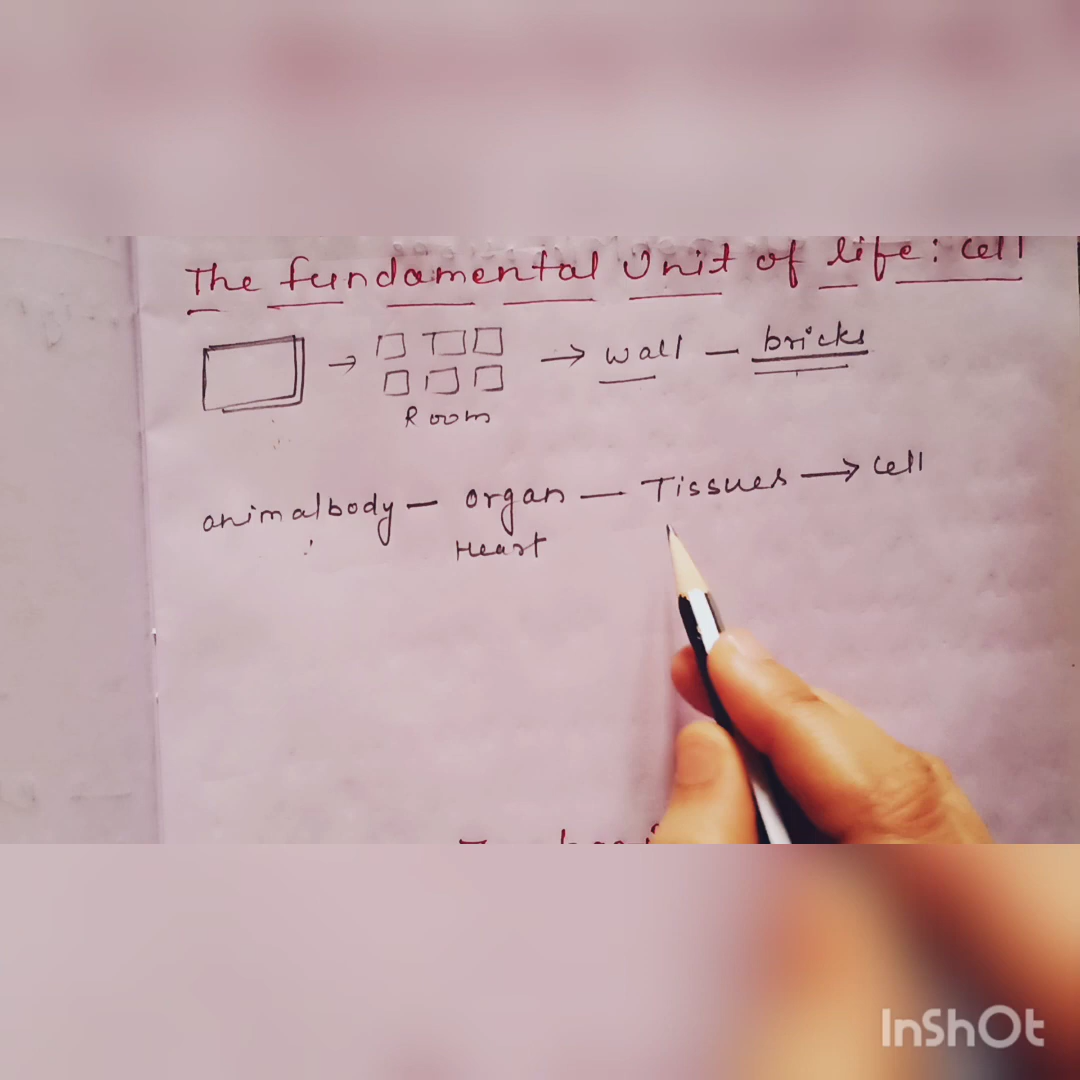 The fundamental Unit of life: Cell
→ → wall — bricks
Room
animalbody — organ — Tissues → cell
Heart
InShOt